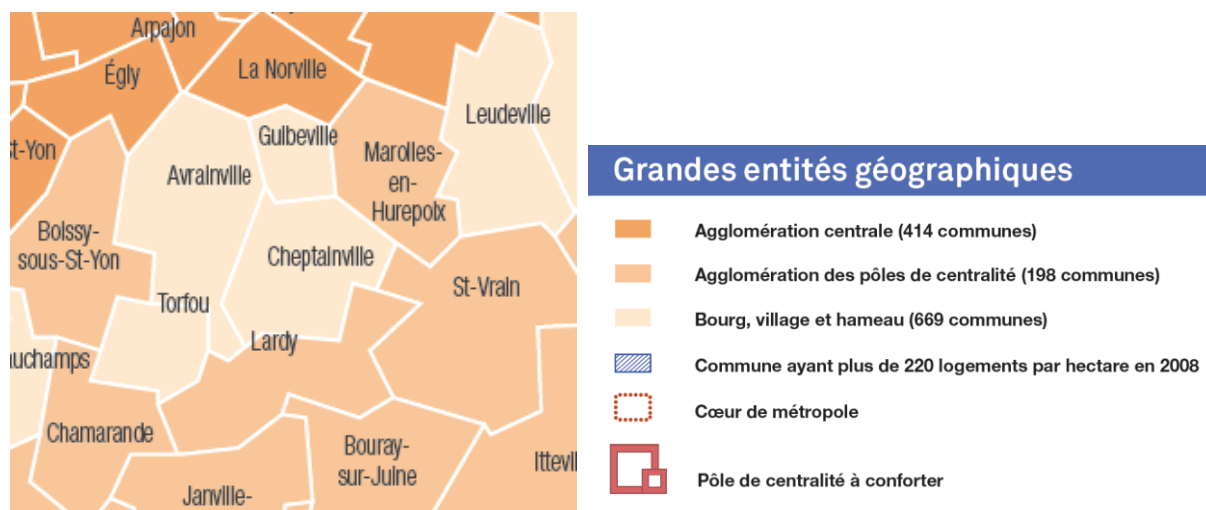 Arpajon
Égly
La Norville
Leudeville
Guibeville
St-Yon
Marolles-
en-
Hurepoix
Avrainville
Boissy-
sous-St-Yon
Cheptainville
St-Vrain
Torfou
Lardy
auchamps
Chamarande
Bouray-
sur-Juine
Ittevil
Janville-
Grandes entités géographiques
Agglomération centrale (414 communes)
Agglomération des pôles de centralité (198 communes)
Bourg, village et hameau (669 communes)
Commune ayant plus de 220 logements par hectare en 2008
Cœur de métropole
Pôle de centralité à conforter